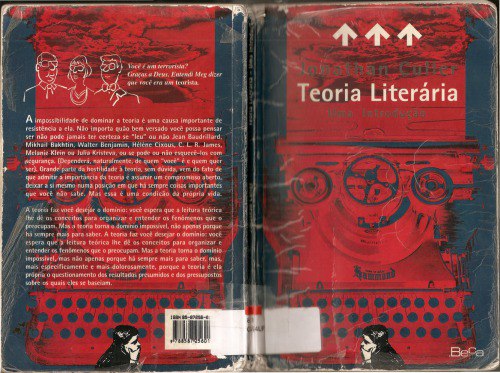 Você é um terrorista?
Graças a Deus. Entendi Meg dizer
que você era um teorista.
A impossibilidade de dominar a teoria é uma causa importante de
resistência a ela. Não importa quão bem versado você possa pensar
ser não pode jamais ter certeza se "leu" ou não Jean Baudrillard,
Mikhail Bakhtin, Walter Benjamin, Hélène Cixous, C. L. R. James,
Melanie Klein ou Julia Kristeva, ou se pode ou não esquecê-los com
segurança. (Dependerá, naturalmente, de quem "você" é e quem quer
ser). Grande parte da hostilidade à teoria, sem dúvida, vem do fato de
que admitir a importância da teoria é assumir um compromisso aberto,
deixar a si mesmo numa posição em que há sempre coisas importantes
que você não sabe. Mas essa é uma condição da própria vida.
A teoria faz você desejar o domínio: você espera que a leitura teórica
lhe dê os conceitos para organizar e entender os fenômenos que o
preocupam. Mas a teoria torna o domínio impossível, não apenas porque
há sempre mais para saber. A teoria faz você desejar o domínio: você
espera que a leitura teórica lhe dê os conceitos para organizar e
entender os fenômenos que o preocupam. Mas a teoria torna o domínio
impossível, não apenas porque há sempre mais para saber, mas,
mais especificamente e mais dolorosamente, porque a teoria é ela
própria o questionamento dos resultados presumidos e dos pressupostos
sobre os quais eles se baseiam.
Jonathan Culler
Teoria Literária
uma introdução
Hammond
Beca